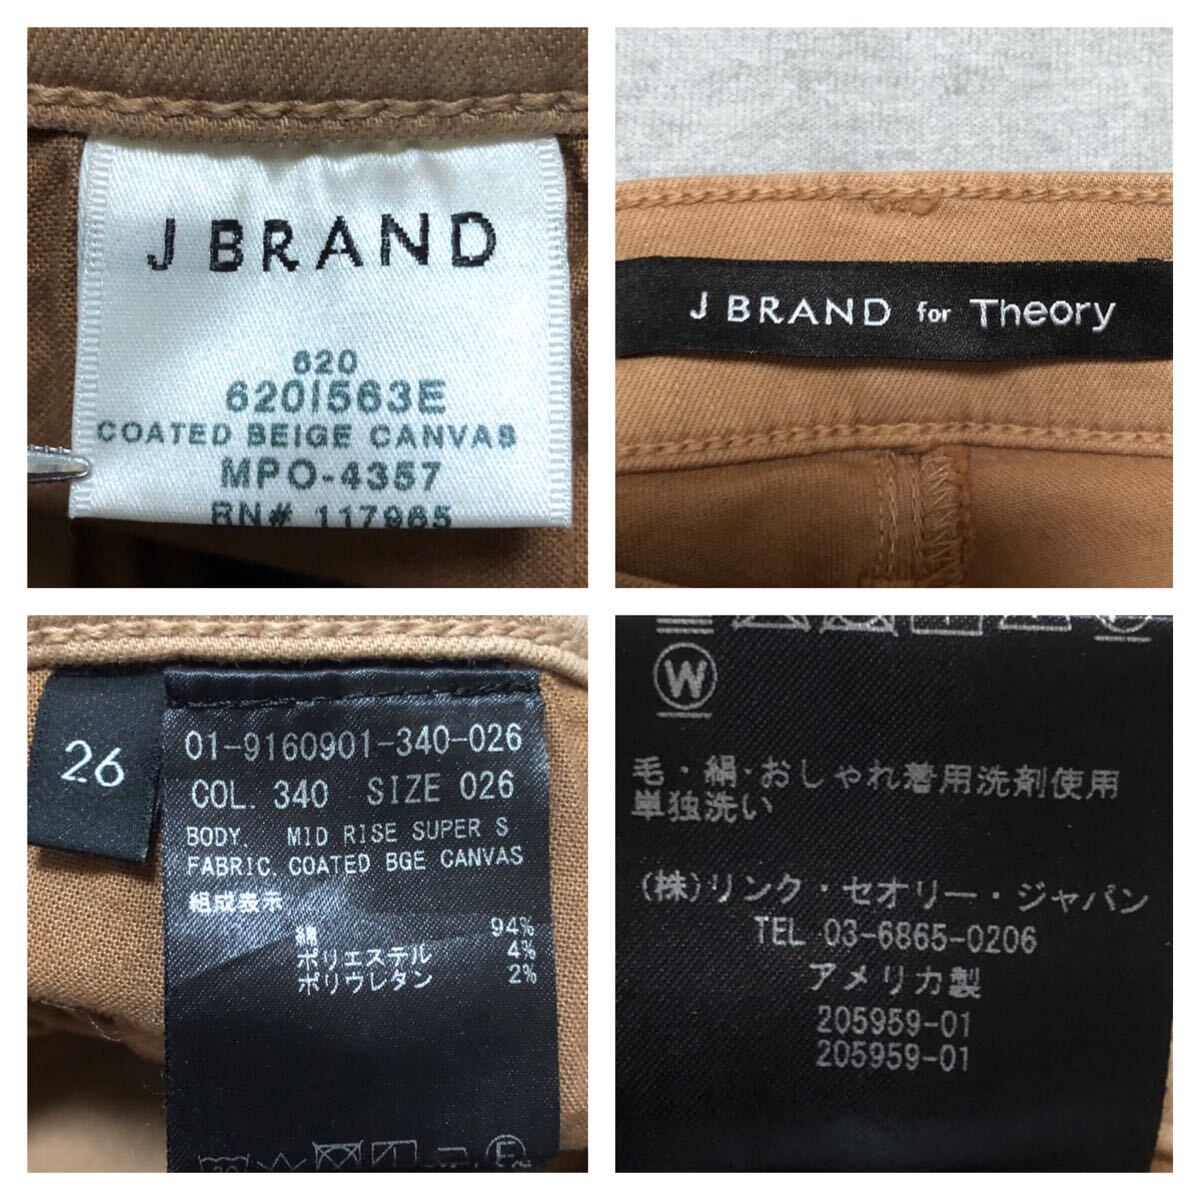 J BRAND
620
620I563E
COATED BEIGE CANVAS
MPO-4357
RN# 117965
J BRAND for Theory
26
01-9160901-340-026
COL. 340 SIZE 026
BODY. MID RISE SUPER S
FABRIC. COATED BGE CANVAS
組成表示
綿 94%
ポリエステル 4%
ポリウレタン 2%
W
毛・絹・おしゃれ着用洗剤使用
単独洗い
(株)リンク・セオリー・ジャパン
TEL 03-6865-0206
アメリカ製
205959-01
205959-01